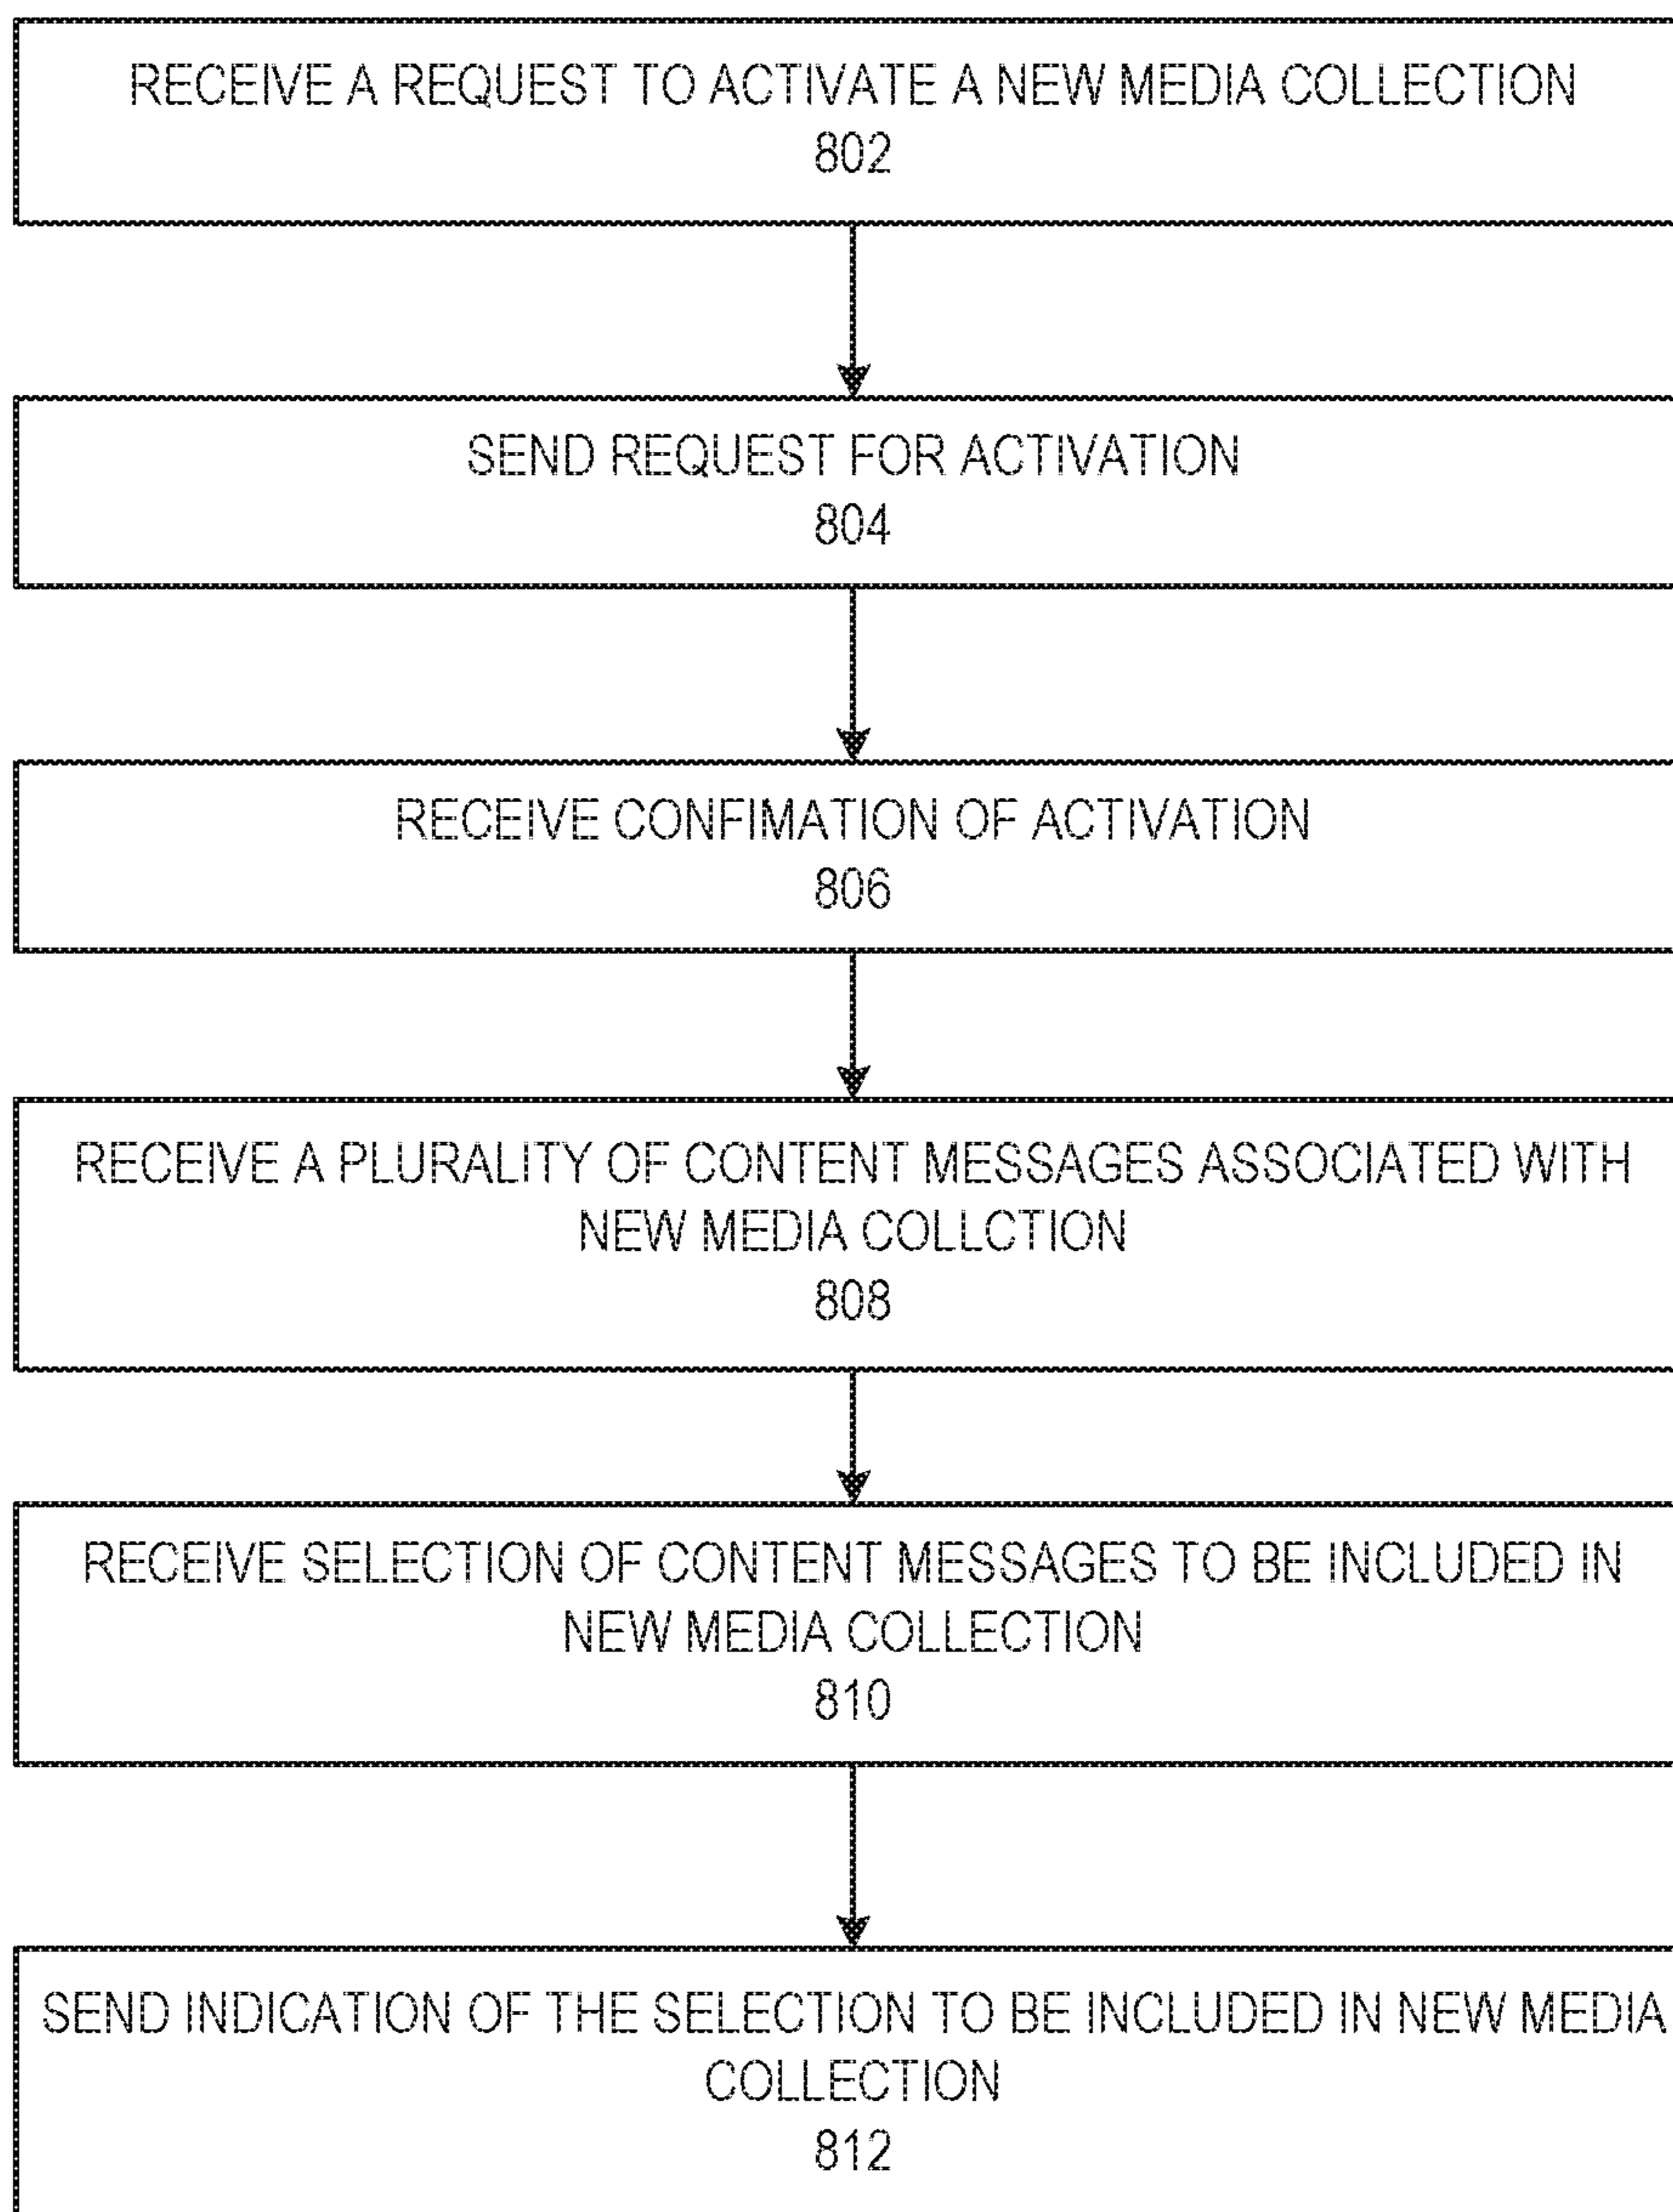 RECEIVE A REQUEST TO ACTIVATE A NEW MEDIA COLLECTION
802
SEND REQUEST FOR ACTIVATION
804
RECEIVE CONFIMATION OF ACTIVATION
806
RECEIVE A PLURALITY OF CONTENT MESSAGES ASSOCIATED WITH
NEW MEDIA COLLCTION
808
RECEIVE SELECTION OF CONTENT MESSAGES TO BE INCLUDED IN
NEW MEDIA COLLECTION
810
SEND INDICATION OF THE SELECTION TO BE INCLUDED IN NEW MEDIA
COLLECTION
812